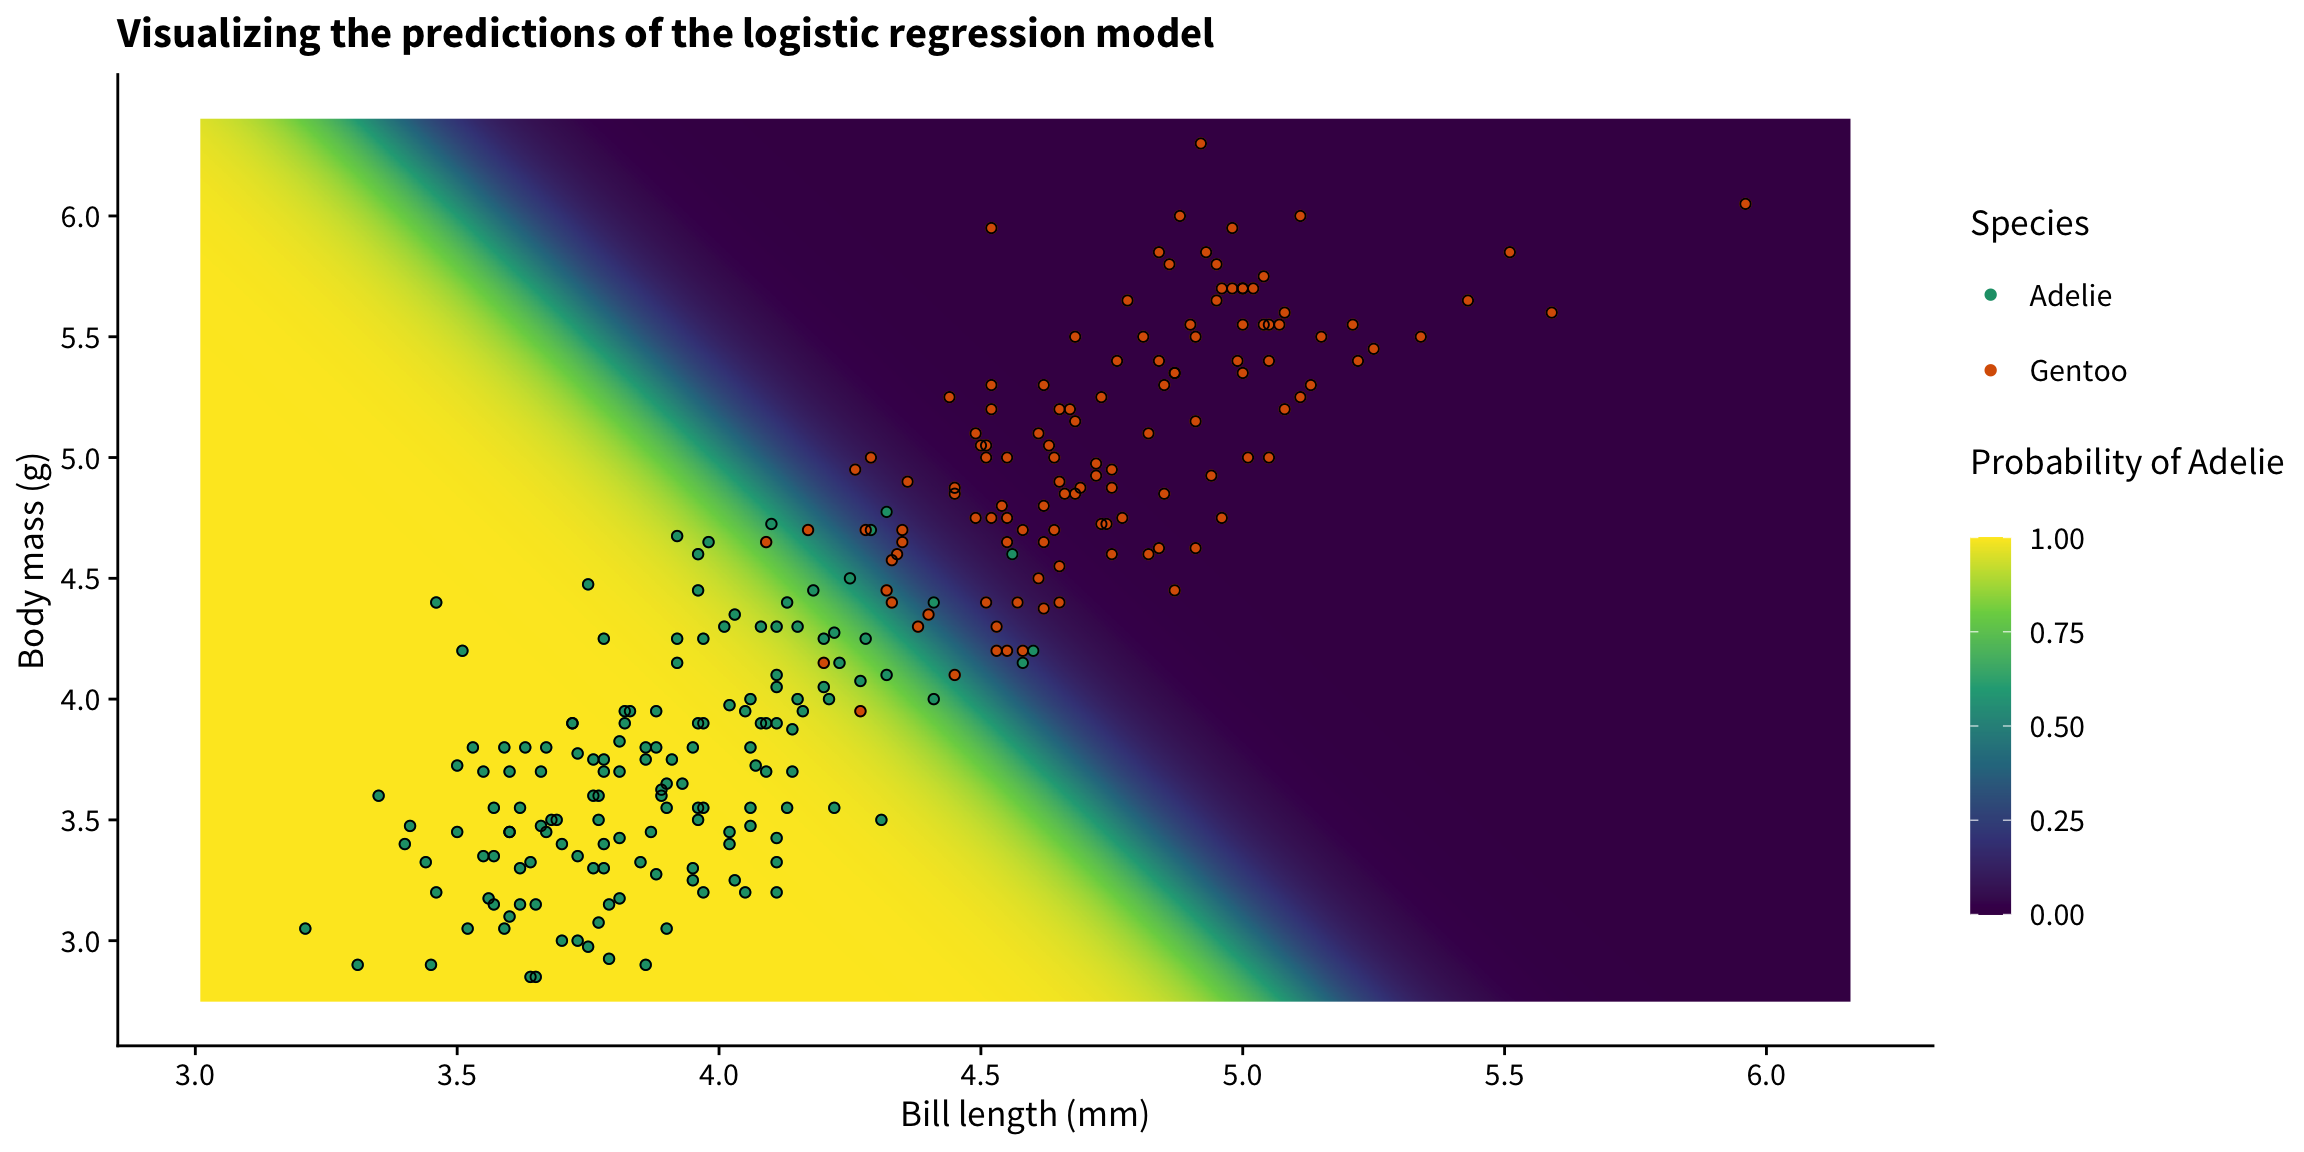 Visualizing the predictions of the logistic regression model
Body mass (g)
6.0
5.5
5.0
4.5
4.0
3.5
3.0
3.0 3.5 4.0 4.5 5.0 5.5 6.0
Bill length (mm)
Species
Adelie
Gentoo
Probability of Adelie
1.00
0.75
0.50
0.25
0.00